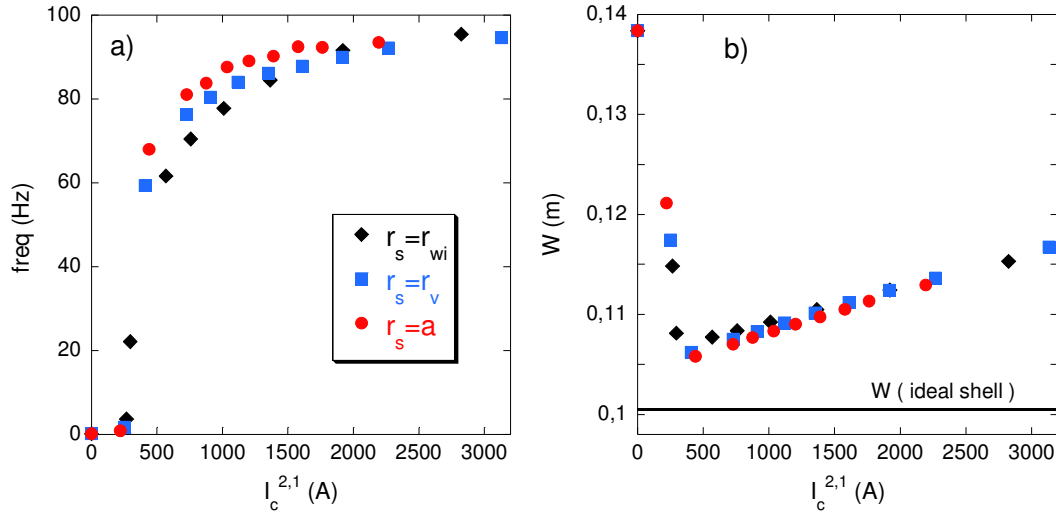 a)
100
80
60
40
20
0
freq (Hz)
r_s=r_wi
r_s=r_v
r_s=a
0 500 1000 1500 2000 2500 3000
I_c^2,1 (A)
b)
0,14
0,13
0,12
0,11
0,1
W (m)
W ( ideal shell )
0 500 1000 1500 2000 2500 3000
I_c^2,1 (A)